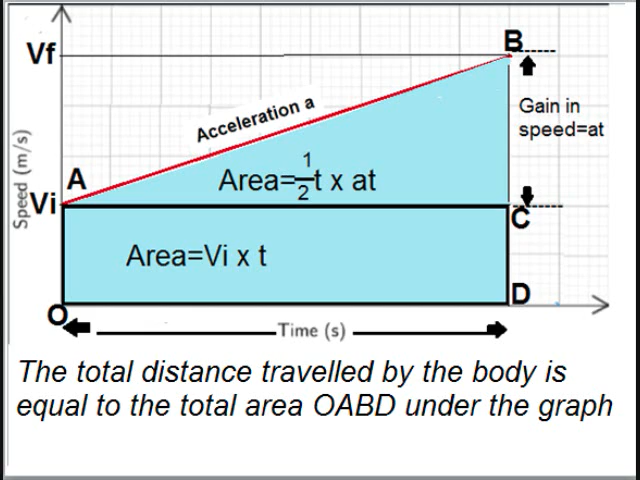 Vf
B
Acceleration a
Gain in
speed=at
Speed (m/s)
A
Area=1/2t x at
Vi
C
Area=Vi x t
D
O
Time (s)
The total distance travelled by the body is
equal to the total area OABD under the graph